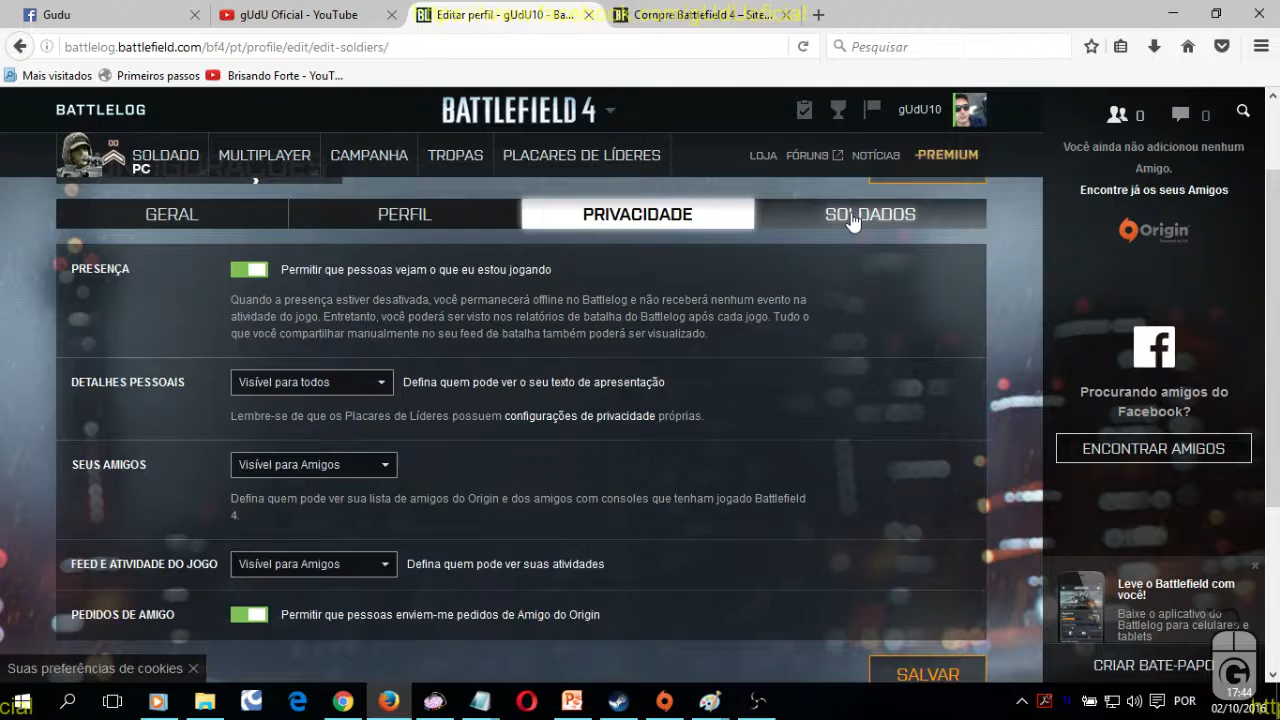 Gudu
gUdU Oficial - YouTube
Editar perfil - gUdU10 - Ba...
Compre Battlefield 4 – Site...
battlelog.battlefield.com/bf4/pt/profile/edit/edit-soldiers/
Pesquisar
Mais visitados
Primeiros passos
Brisando Forte - YouT...
BATTLELOG
BATTLEFIELD 4
gUdU10
0
0
SOLDADO
PC
MULTIPLAYER
CAMPANHA
TROPAS
PLACARES DE LÍDERES
LOJA
FÓRUNS
NOTÍCIAS
PREMIUM
Você ainda não adicionou nenhum
Amigo.
Encontre já os seus Amigos
Origin
GERAL
PERFIL
PRIVACIDADE
SOLDADOS
PRESENÇA
Permitir que pessoas vejam o que eu estou jogando
Quando a presença estiver desativada, você permanecerá offline no Battlelog e não receberá nenhum evento na
atividade do jogo. Entretanto, você poderá ser visto nos relatórios de batalha do Battlelog após cada jogo. Tudo o
que você compartilhar manualmente no seu feed de batalha também poderá ser visualizado.
DETALHES PESSOAIS
Visível para todos
Defina quem pode ver o seu texto de apresentação
Lembre-se de que os Placares de Líderes possuem configurações de privacidade próprias.
SEUS AMIGOS
Visível para Amigos
Defina quem pode ver sua lista de amigos do Origin e dos amigos com consoles que tenham jogado Battlefield
4.
FEED E ATIVIDADE DO JOGO
Visível para Amigos
Defina quem pode ver suas atividades
PEDIDOS DE AMIGO
Permitir que pessoas enviem-me pedidos de Amigo do Origin
SALVAR
Procurando amigos do
Facebook?
ENCONTRAR AMIGOS
Leve o Battlefield com
você!
Baixe o aplicativo do
Battlelog para celulares e
tablets
CRIAR BATE-PAPO
Suas preferências de cookies
POR
17:44
02/10/2016